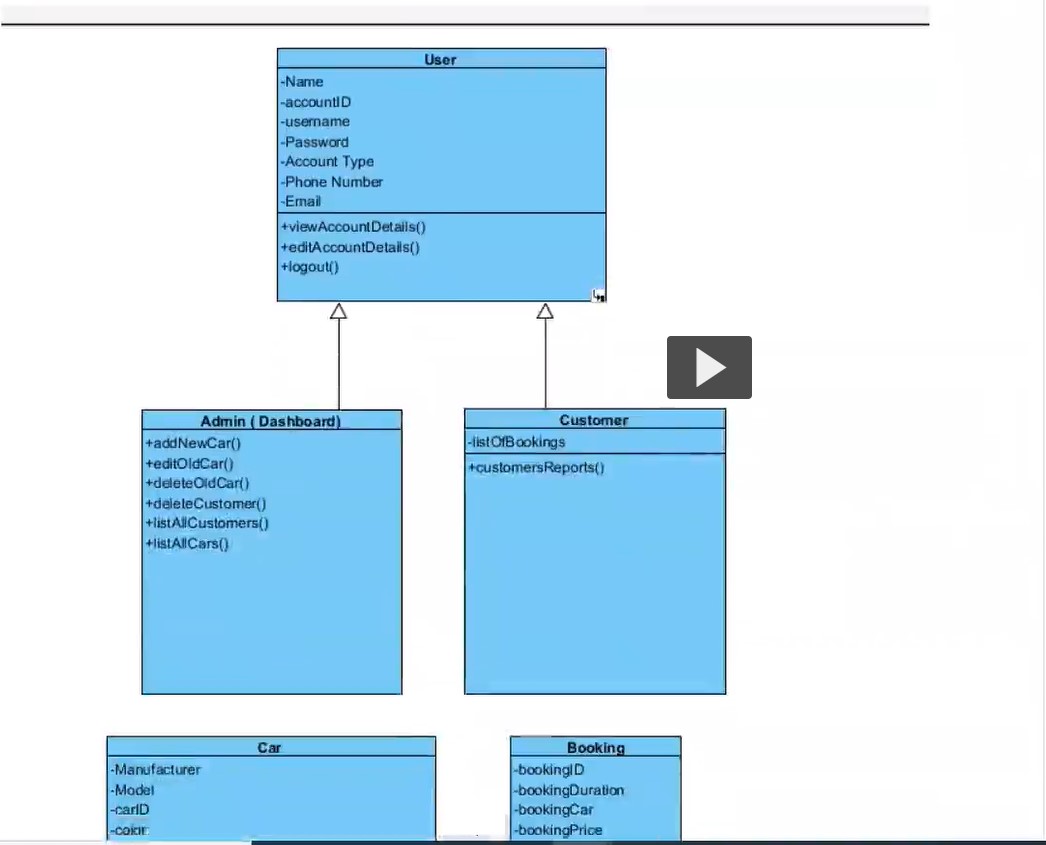 User
-Name
-accountID
-username
-Password
-Account Type
-Phone Number
-Email
+viewAccountDetails()
+editAccountDetails()
+logout()
Admin ( Dashboard)
+addNewCar()
+editOldCar()
+deleteOldCar()
+deleteCustomer()
+listAllCustomers()
+listAllCars()
Customer
-listOfBookings
+customersReports()
Car
-Manufacturer
-Model
-carID
-color
Booking
-bookingID
-bookingDuration
-bookingCar
-bookingPrice